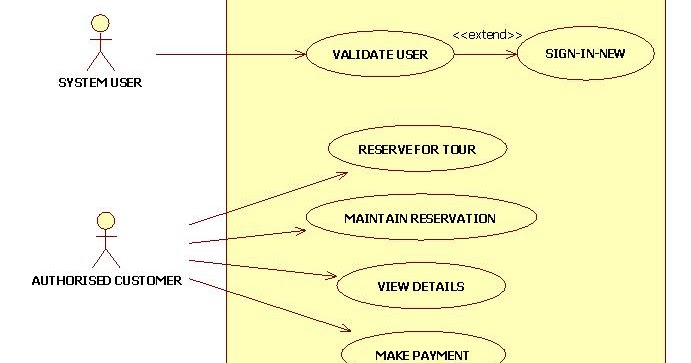 <<extend>>
VALIDATE USER
SIGN-IN-NEW
SYSTEM USER
RESERVE FOR TOUR
MAINTAIN RESERVATION
AUTHORISED CUSTOMER
VIEW DETAILS
MAKE PAYMENT